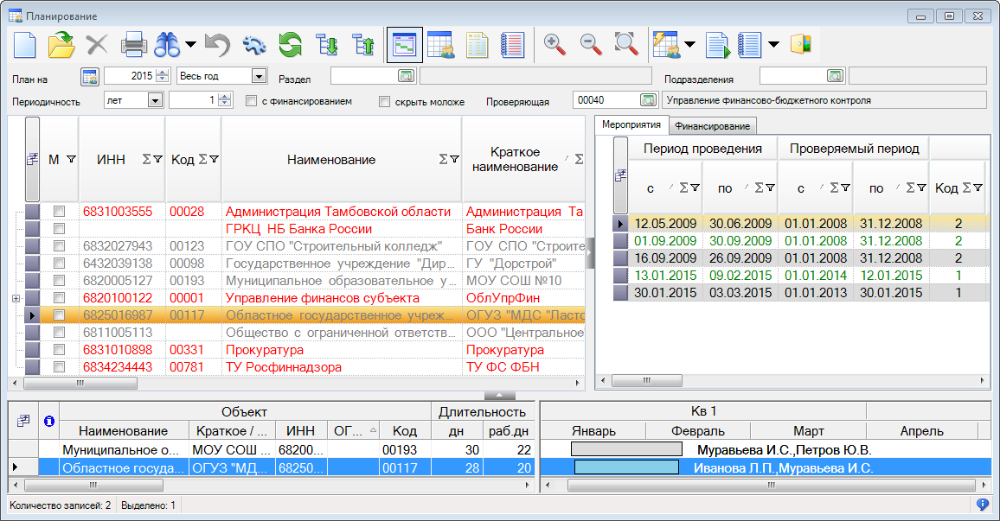 Планирование
План на 2015 Весь год Раздел Подразделения
Периодичность лет 1 с финансированием скрыть моложе Проверяющая 00040 Управление финансово-бюджетного контроля
М ИНН Σ Код Σ Наименование Σ Краткое наименование Σ
6831003555 00028 Администрация Тамбовской области Администрация Та
ГРКЦ НБ Банка России Банк России
6832027943 00123 ГОУ СПО "Строительный колледж" ГОУ СПО "Строите
6432039138 00098 Государственное учреждение "Дир... ГУ "Дорстрой"
6820005127 00193 Муниципальное образовательное у... МОУ СОШ №10
6820100122 00001 Управление финансов субъекта ОблУпрФин
6825016987 00117 Областное государственное учреж... ОГУЗ "МДС "Ласто
6811005113 Общество с ограниченной ответств... ООО "Центральное"
6831010898 00331 Прокуратура Прокуратура
6834234443 00781 ТУ Росфиннадзора ТУ ФС ФБН
Мероприятия Финансирование
Период проведения Проверяемый период
с Σ по Σ с Σ по Σ Код Σ
12.05.2009 30.06.2009 01.01.2008 31.12.2008 2
01.09.2009 30.09.2009 01.01.2008 31.12.2008 2
16.09.2009 26.09.2009 01.01.2008 31.12.2008 2
13.01.2015 09.02.2015 01.01.2014 12.01.2015 1
30.01.2015 03.03.2015 01.01.2013 30.01.2015 1
Объект Длительность
Наименование Краткое / ... ИНН ОГ... Код дн раб.дн
Муниципальное о... МОУ СОШ ... 68200... 00193 30 22
Областное госуда... ОГУЗ "МД... 68250... 00117 28 20
Кв 1
Январь Февраль Март Апрель
Муравьева И.С.,Петров Ю.В.
Иванова Л.П.,Муравьева И.С.
Количество записей: 2 Выделено: 1